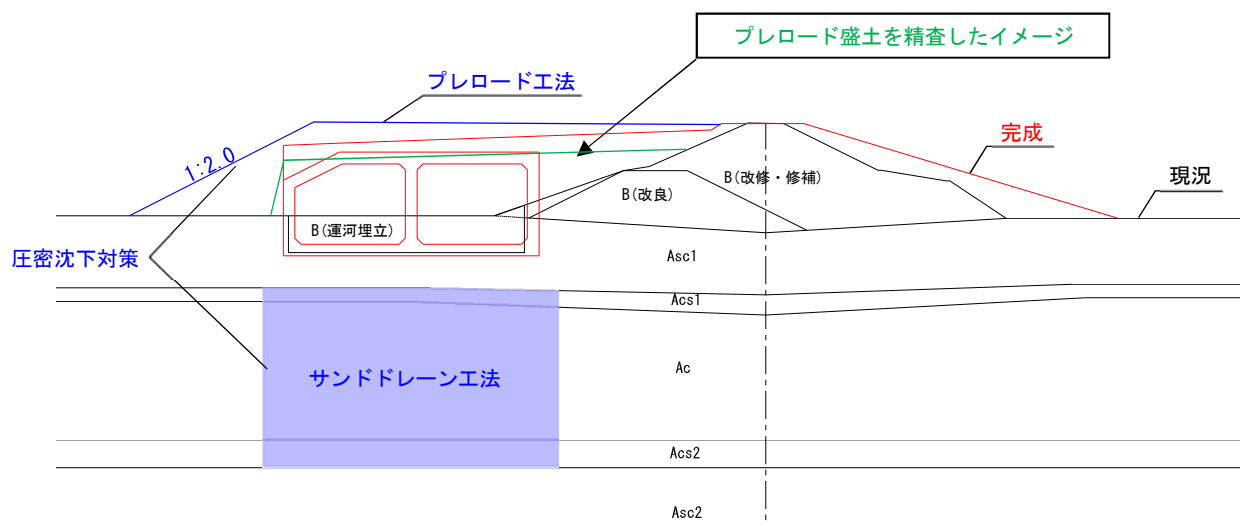 プレロード盛土を精査したイメージ
プレロード工法
1:2.0
完成
現況
B(改修・修補)
B(改良)
B(運河埋立)
圧密沈下対策
Asc1
Acs1
サンドドレーン工法
Ac
Acs2
Asc2